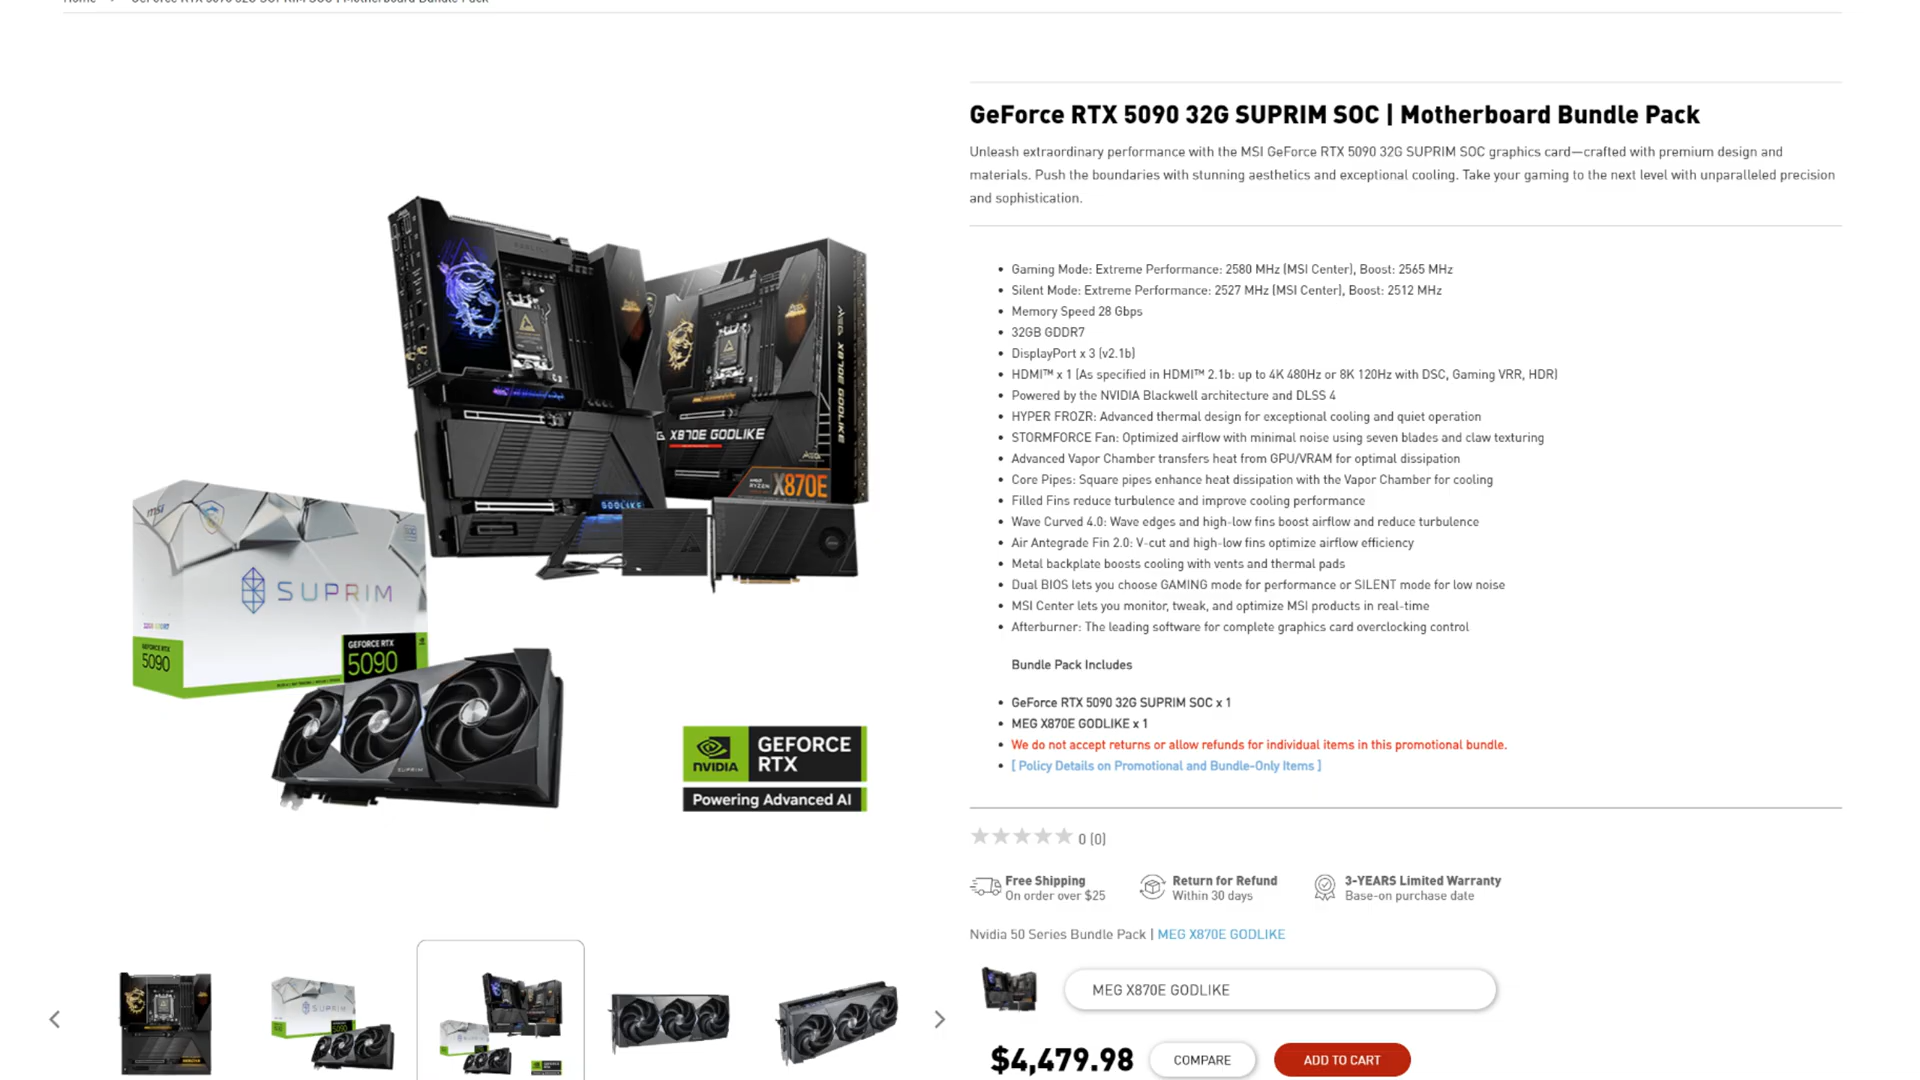 GeForce RTX 5090 32G SUPRIM SOC | Motherboard Bundle Pack
Unleash extraordinary performance with the MSI GeForce RTX 5090 32G SUPRIM SOC graphics card—crafted with premium design and
materials. Push the boundaries with stunning aesthetics and exceptional cooling. Take your gaming to the next level with unparalleled precision
and sophistication.
• Gaming Mode: Extreme Performance: 2580 MHz (MSI Center), Boost: 2565 MHz
• Silent Mode: Extreme Performance: 2527 MHz (MSI Center), Boost: 2512 MHz
• Memory Speed 28 Gbps
• 32GB GDDR7
• DisplayPort x 3 (v2.1b)
• HDMI™ x 1 (As specified in HDMI™ 2.1b: up to 4K 480Hz or 8K 120Hz with DSC, Gaming VRR, HDR)
• Powered by the NVIDIA Blackwell architecture and DLSS 4
• HYPER FROZR: Advanced thermal design for exceptional cooling and quiet operation
• STORMFORCE Fan: Optimized airflow with minimal noise using seven blades and claw texturing
• Advanced Vapor Chamber transfers heat from GPU/VRAM for optimal dissipation
• Core Pipes: Square pipes enhance heat dissipation with the Vapor Chamber for cooling
• Filled Fins reduce turbulence and improve cooling performance
• Wave Curved 4.0: Wave edges and high-low fins boost airflow and reduce turbulence
• Air Antegrade Fin 2.0: V-cut and high-low fins optimize airflow efficiency
• Metal backplate boosts cooling with vents and thermal pads
• Dual BIOS lets you choose GAMING mode for performance or SILENT mode for low noise
• MSI Center lets you monitor, tweak, and optimize MSI products in real-time
• Afterburner: The leading software for complete graphics card overclocking control
Bundle Pack Includes
• GeForce RTX 5090 32G SUPRIM SOC x 1
• MEG X870E GODLIKE x 1
• We do not accept returns or allow refunds for individual items in this promotional bundle.
• [ Policy Details on Promotional and Bundle-Only Items ]
0 (0)
Free Shipping
On order over $25
Return for Refund
Within 30 days
3-YEARS Limited Warranty
Base-on purchase date
Nvidia 50 Series Bundle Pack | MEG X870E GODLIKE
MEG X870E GODLIKE
$4,479.98
COMPARE
ADD TO CART
MEG X870E GODLIKE
X870E GODLIKE
X870E
GODLIKE
msi
SUPRIM
GEFORCE RTX
5090
GEFORCE RTX
5090
SUPRIM
NVIDIA
GEFORCE
RTX
Powering Advanced AI